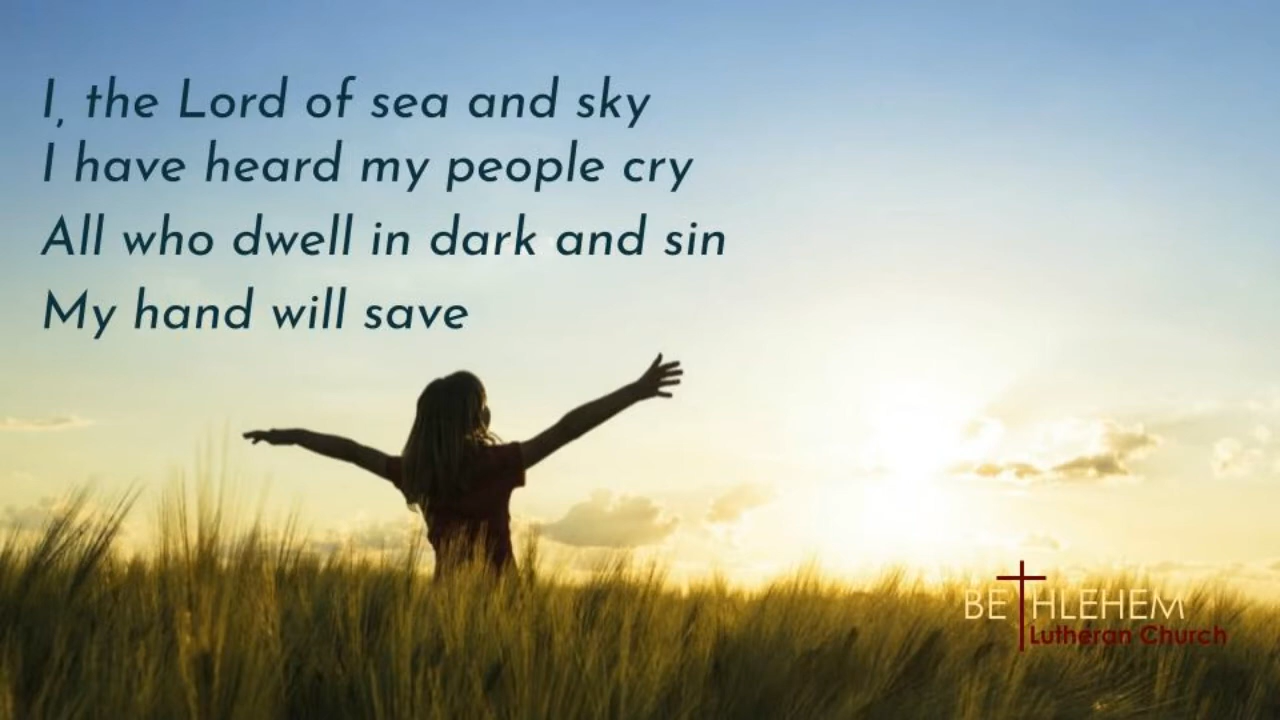 I, the Lord of sea and sky
I have heard my people cry
All who dwell in dark and sin
My hand will save
BETHLEHEM
Lutheran Church